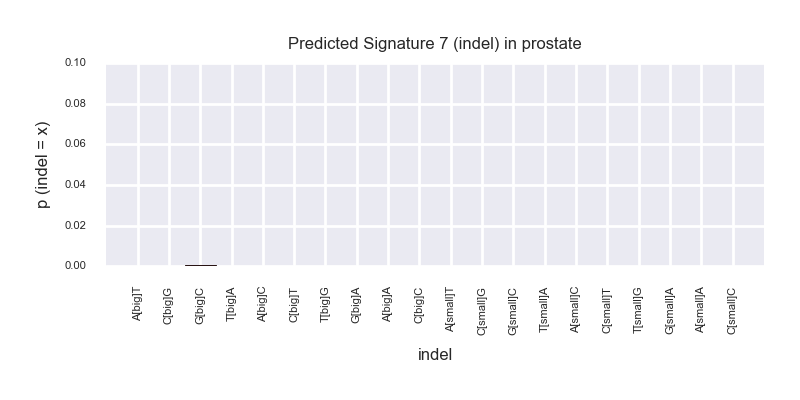 Predicted Signature 7 (indel) in prostate
0.10
0.08
0.06
0.04
0.02
0.00
p (indel = x)
A[big]T
C[big]G
G[big]C
T[big]A
A[big]C
C[big]T
T[big]G
G[big]A
A[big]A
C[big]C
A[small]T
C[small]G
G[small]C
T[small]A
A[small]C
C[small]T
T[small]G
G[small]A
A[small]A
C[small]C
indel